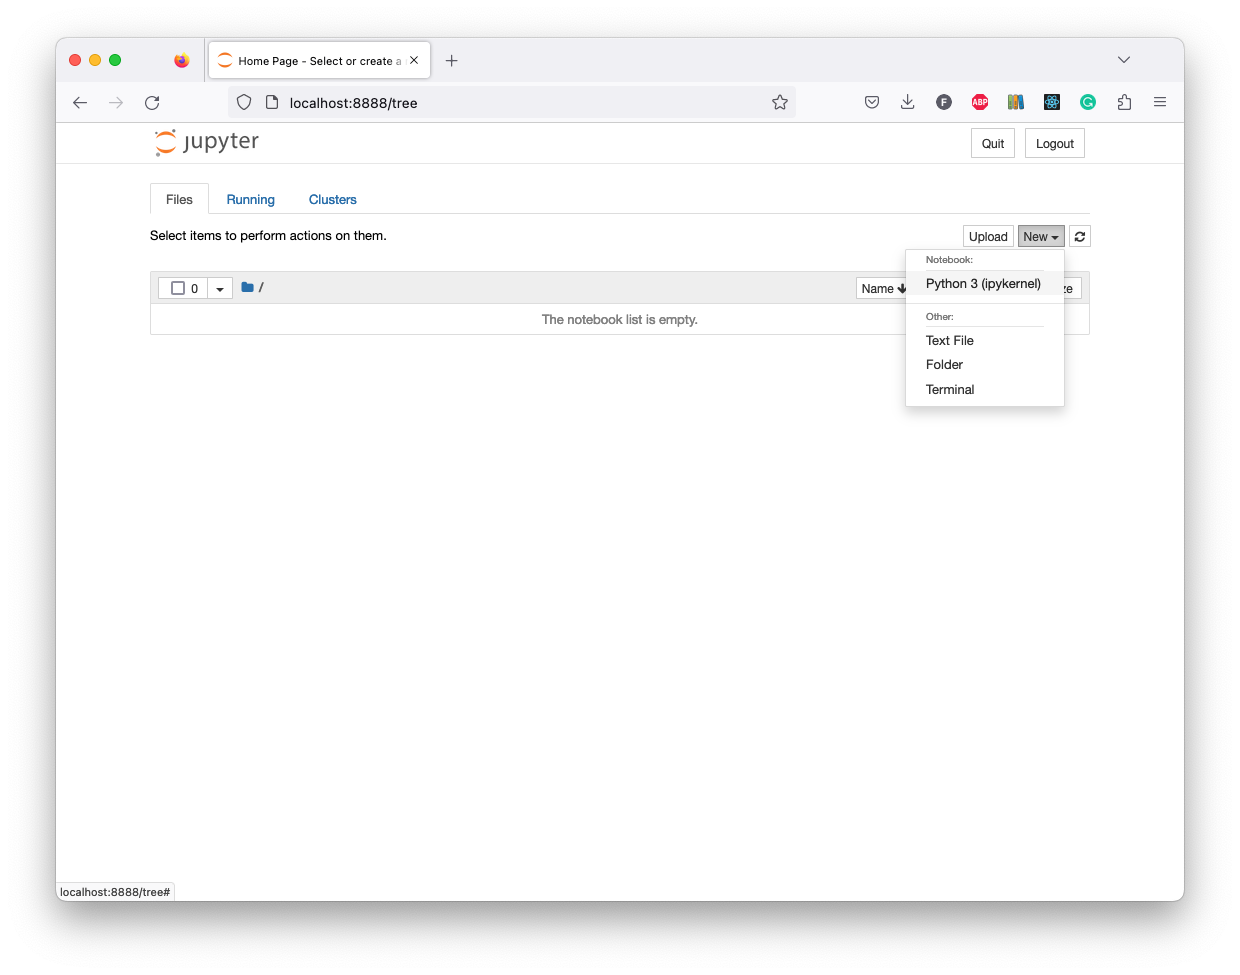 Home Page - Select or create a
localhost:8888/tree
F
ABP
jupyter
Quit
Logout
Files
Running
Clusters
Select items to perform actions on them.
Upload
New
Notebook:
0
/
Name
Python 3 (ipykernel)
ze
Other:
The notebook list is empty.
Text File
Folder
Terminal
localhost:8888/tree#